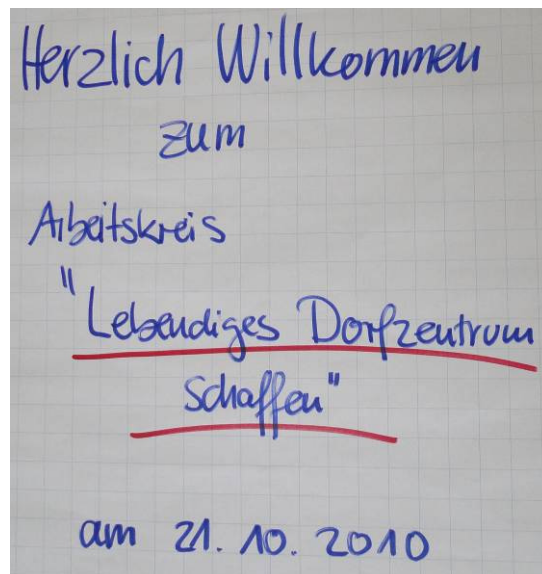 Herzlich Willkommen
zum
Arbeitskreis
"Lebendiges Dorfzentrum
schaffen"
am 21.10.2010